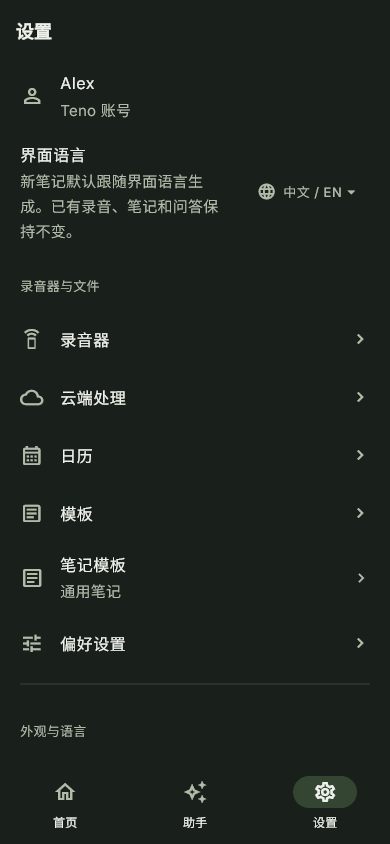 设置
Alex
Teno 账号
界面语言
新笔记默认跟随界面语言生
成。已有录音、笔记和问答保
持不变。
中文 / EN
录音器与文件
录音器
云端处理
日历
模板
笔记模板
通用笔记
偏好设置
外观与语言
首页
助手
设置